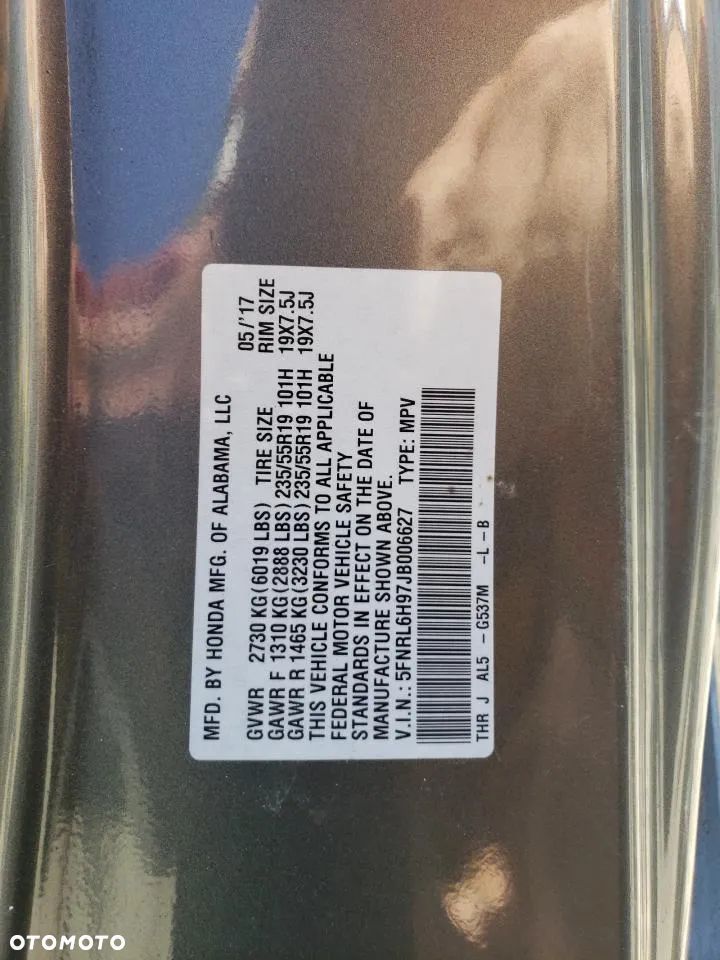 MFD. BY HONDA MFG. OF ALABAMA, LLC 05/'17
GVWR 2730 KG(6019 LBS) TIRE SIZE RIM SIZE
GAWR F 1310 KG(2888 LBS) 235/55R19 101H 19X7.5J
GAWR R 1465 KG(3230 LBS) 235/55R19 101H 19X7.5J
THIS VEHICLE CONFORMS TO ALL APPLICABLE
FEDERAL MOTOR VEHICLE SAFETY
STANDARDS IN EFFECT ON THE DATE OF
MANUFACTURE SHOWN ABOVE.
V.I.N.: 5FNRL6H97JB006627 TYPE: MPV
THR J AL5 -G537M -L-B
OTOMOTO